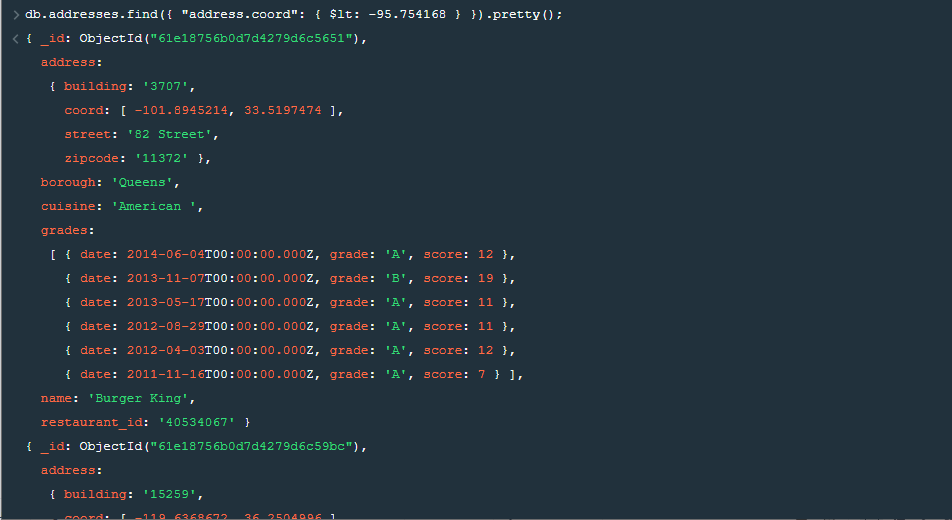 > db.addresses.find({ "address.coord": { $lt: -95.754168 } }).pretty();
< { _id: ObjectId("61e18756b0d7d4279d6c5651"),
address:
{ building: '3707',
coord: [ -101.8945214, 33.5197474 ],
street: '82 Street',
zipcode: '11372' },
borough: 'Queens',
cuisine: 'American ',
grades:
[ { date: 2014-06-04T00:00:00.000Z, grade: 'A', score: 12 },
{ date: 2013-11-07T00:00:00.000Z, grade: 'B', score: 19 },
{ date: 2013-05-17T00:00:00.000Z, grade: 'A', score: 11 },
{ date: 2012-08-29T00:00:00.000Z, grade: 'A', score: 11 },
{ date: 2012-04-03T00:00:00.000Z, grade: 'A', score: 12 },
{ date: 2011-11-16T00:00:00.000Z, grade: 'A', score: 7 } ],
name: 'Burger King',
restaurant_id: '40534067' }
{ _id: ObjectId("61e18756b0d7d4279d6c59bc"),
address:
{ building: '15259',
coord: [ -119.6368672, 36.2504996 ]